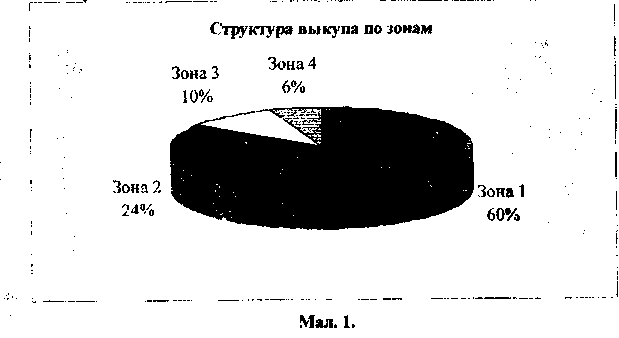 Структура выкупа по зонам
Зона 4
6%
Зона 3
10%
Зона 2
24%
Зона 1
60%
Мал. 1.